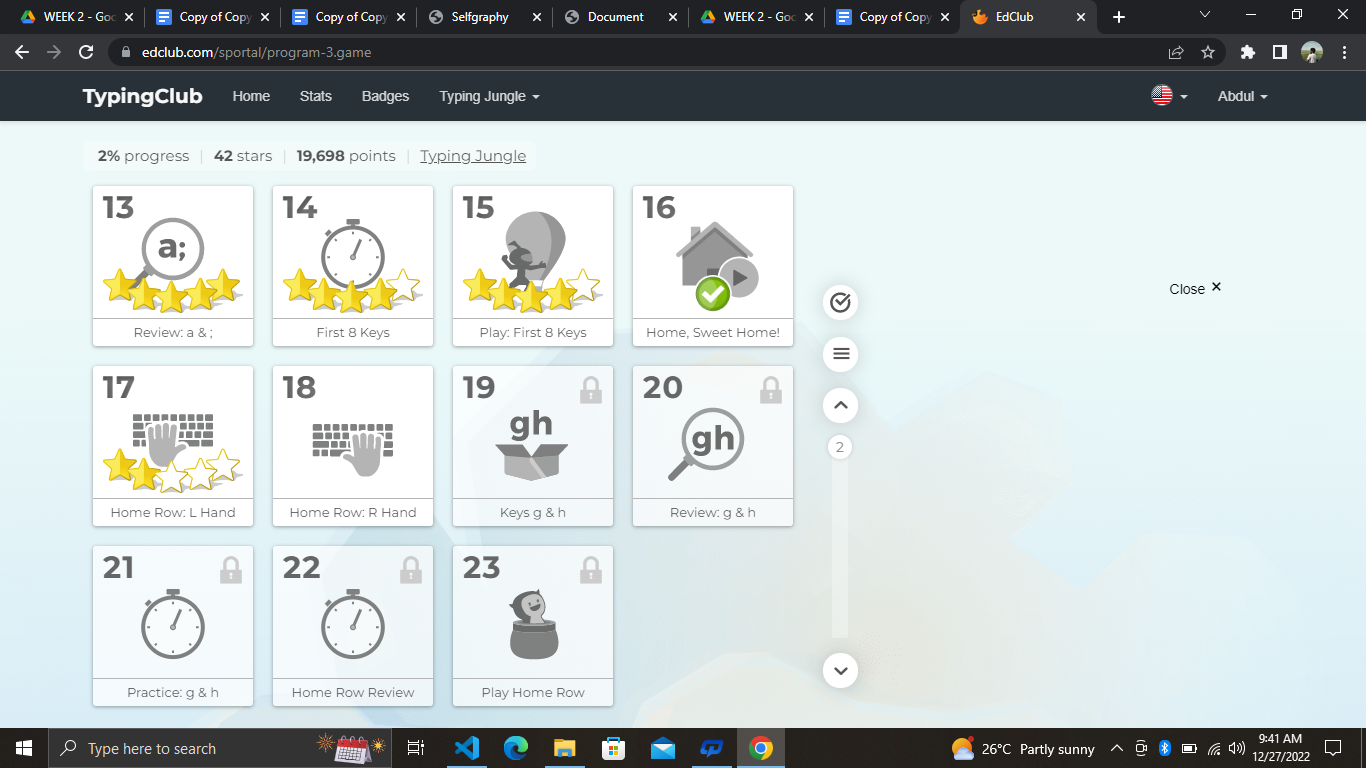 WEEK 2 - Goo
Copy of Copy
Copy of Copy
Selfgraphy
Document
WEEK 2 - Goo
Copy of Copy
EdClub
edclub.com/sportal/program-3.game
TypingClub Home Stats Badges Typing Jungle Abdul
2% progress | 42 stars | 19,698 points | Typing Jungle
13 14 15 16
a;
Review: a & ; First 8 Keys Play: First 8 Keys Home, Sweet Home!
Close ×
17 18 19 20
gh gh
2
Home Row: L Hand Home Row: R Hand Keys g & h Review: g & h
21 22 23
Practice: g & h Home Row Review Play Home Row
Type here to search
26°C Partly sunny
9:41 AM
12/27/2022